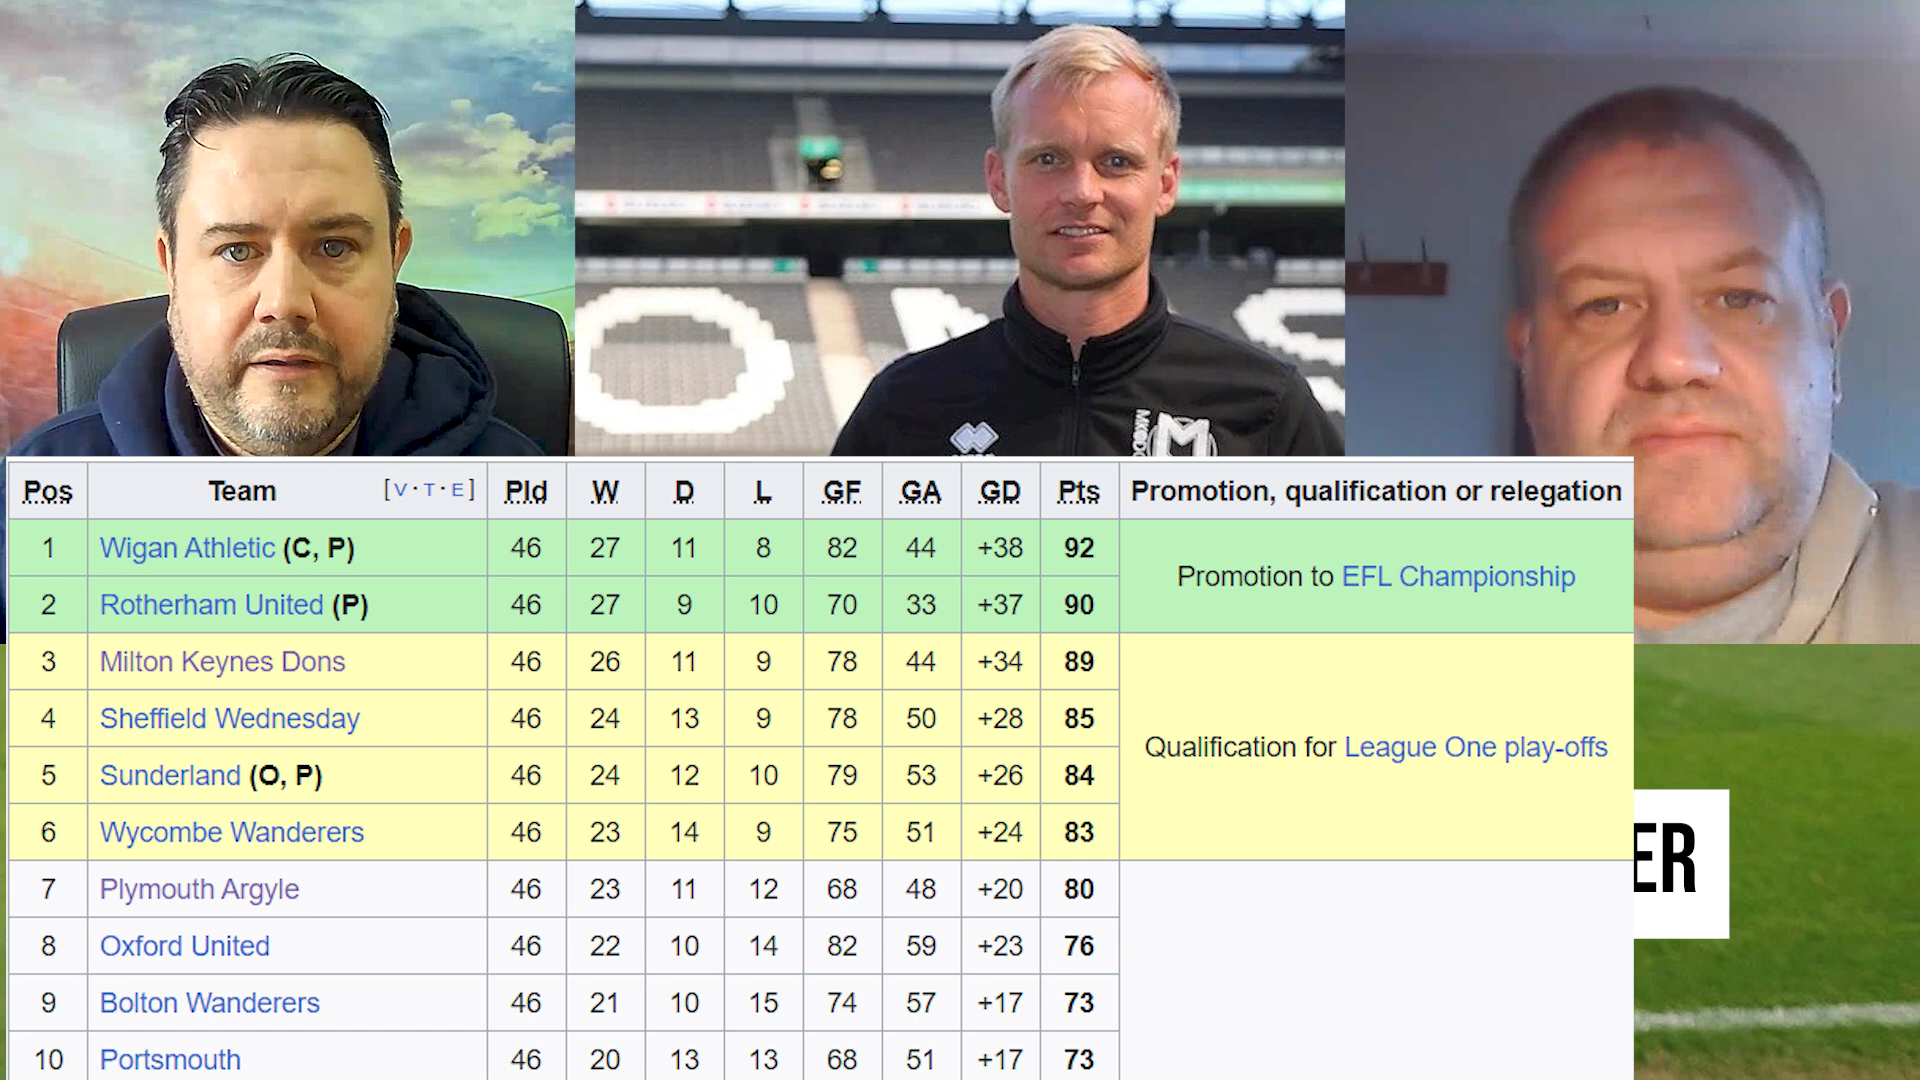 Pos Team [V·T·E] Pld W D L GF GA GD Pts Promotion, qualification or relegation
1 Wigan Athletic (C, P) 46 27 11 8 82 44 +38 92 Promotion to EFL Championship
2 Rotherham United (P) 46 27 9 10 70 33 +37 90
3 Milton Keynes Dons 46 26 11 9 78 44 +34 89 Qualification for League One play-offs
4 Sheffield Wednesday 46 24 13 9 78 50 +28 85
5 Sunderland (O, P) 46 24 12 10 79 53 +26 84
6 Wycombe Wanderers 46 23 14 9 75 51 +24 83
7 Plymouth Argyle 46 23 11 12 68 48 +20 80
8 Oxford United 46 22 10 14 82 59 +23 76
9 Bolton Wanderers 46 21 10 15 74 57 +17 73
10 Portsmouth 46 20 13 13 68 51 +17 73
ER